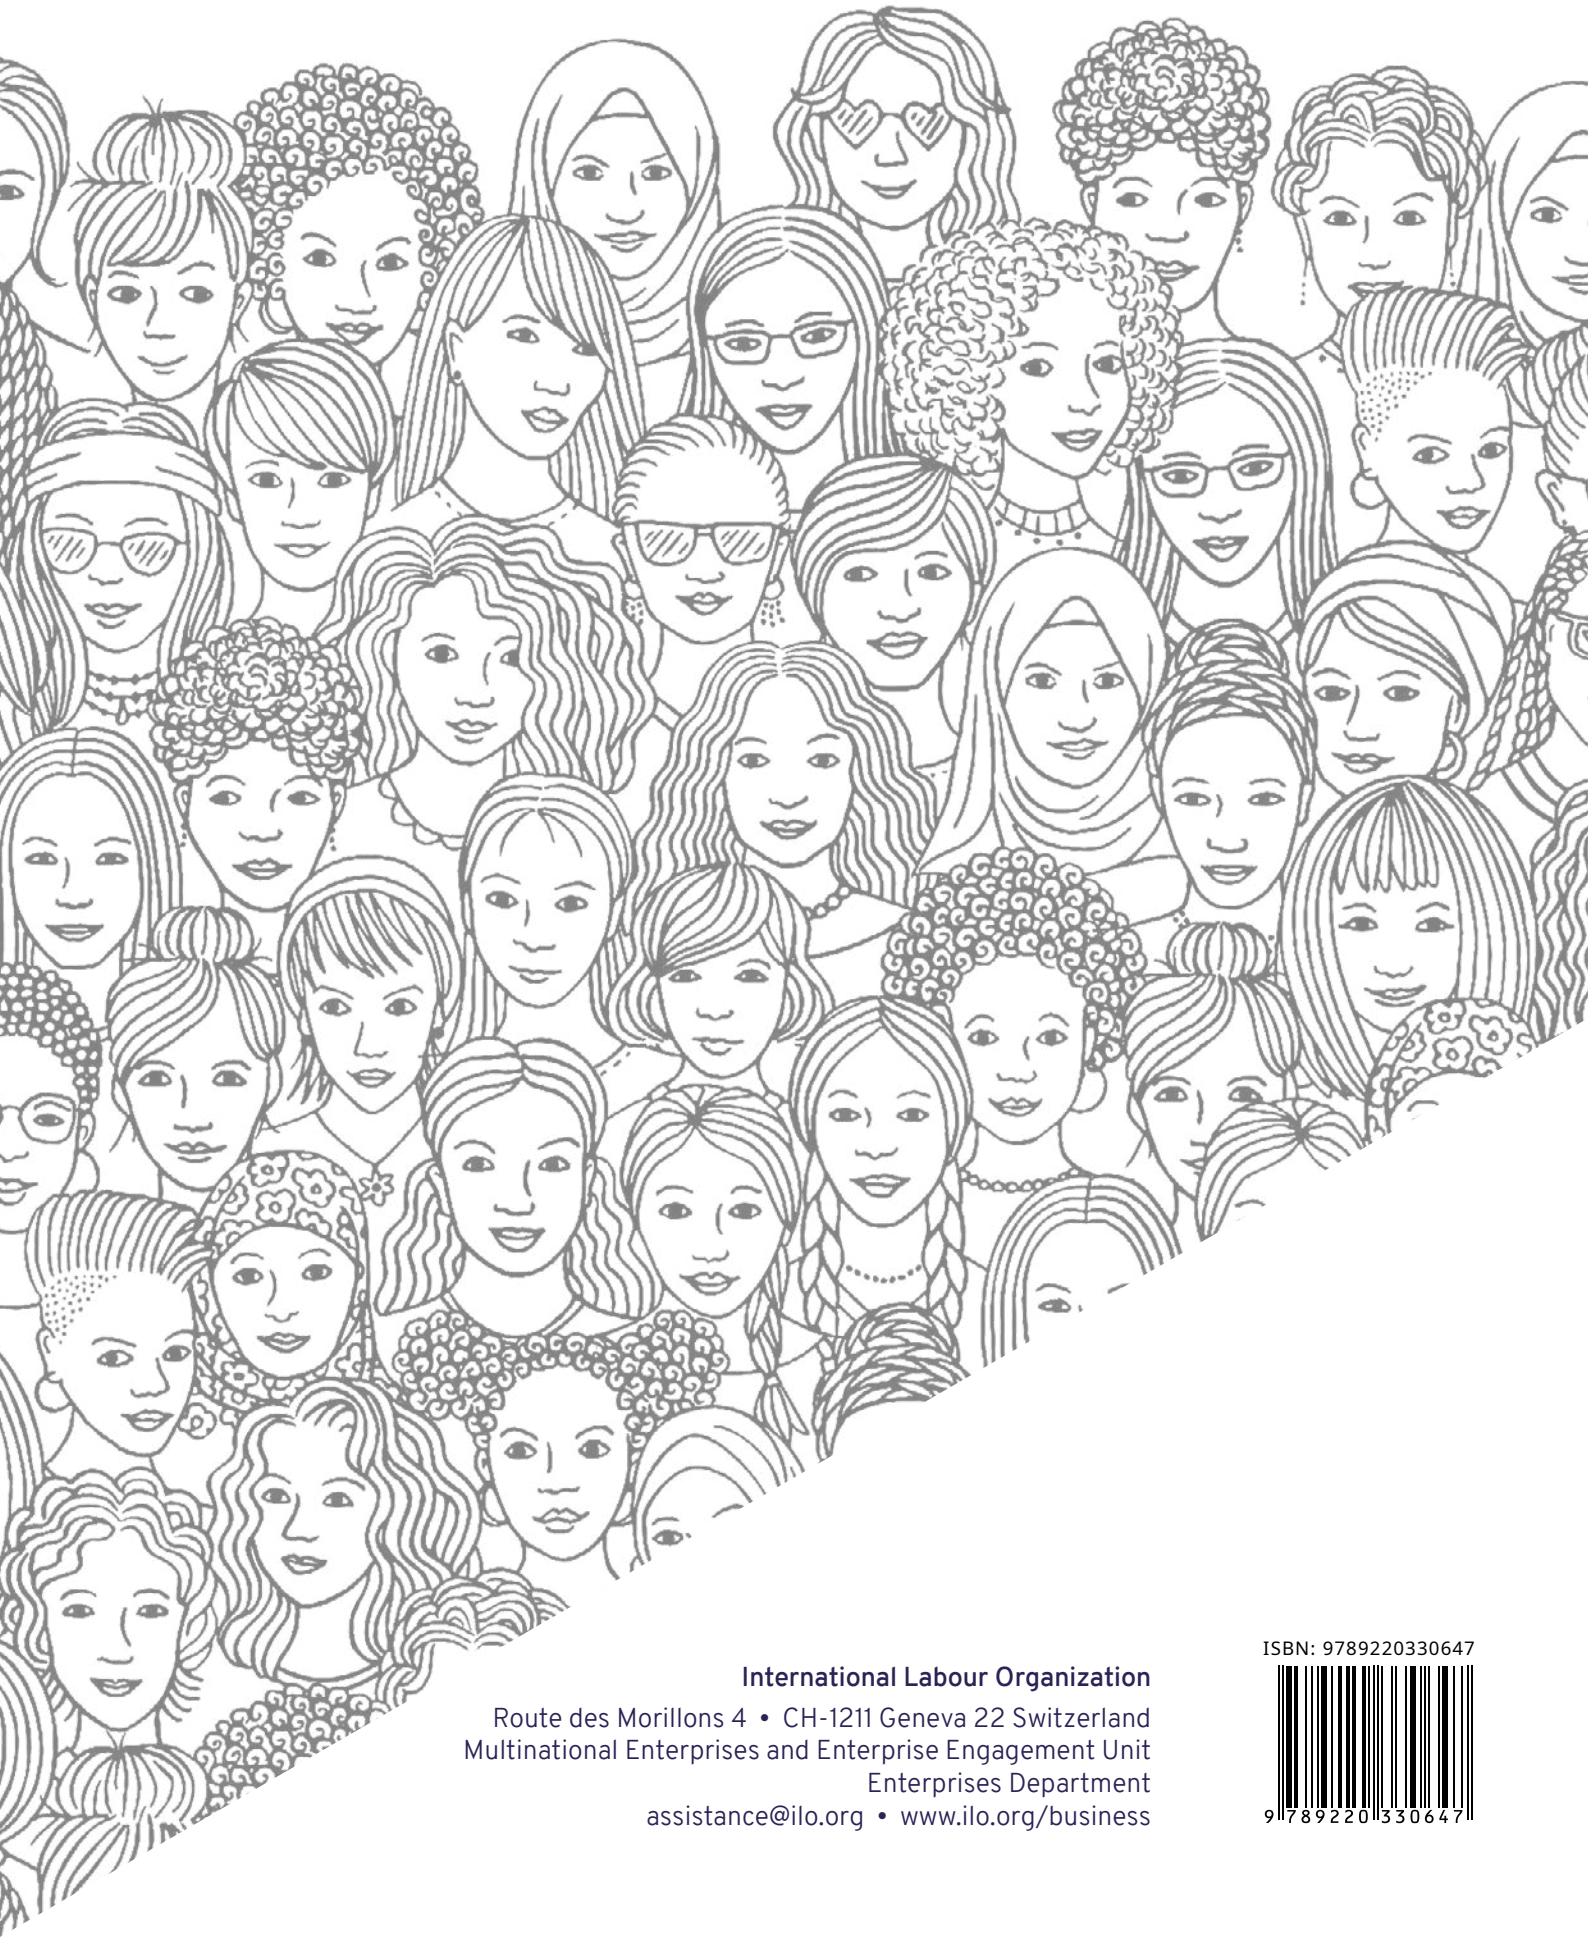 International Labour Organization
Route des Morillons 4 • CH-1211 Geneva 22 Switzerland
Multinational Enterprises and Enterprise Engagement Unit
Enterprises Department
assistance@ilo.org • www.ilo.org/business
ISBN: 9789220330647
9 789220 330647